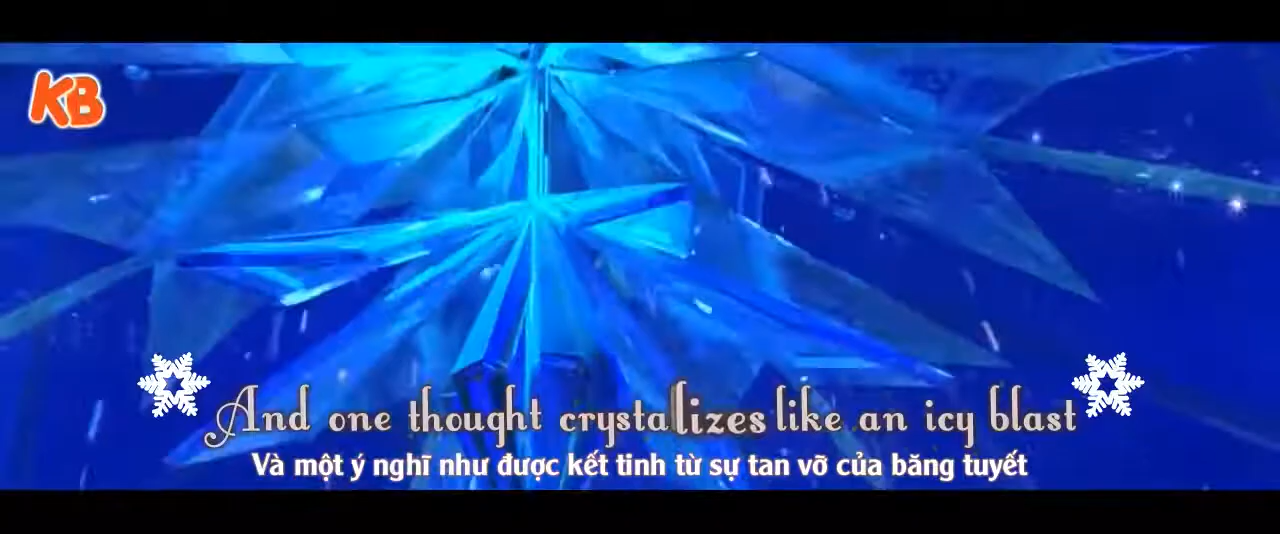 KB
And one thought crystallizes like an icy blast
Và một ý nghĩ như được kết tinh từ sự tan vỡ của băng tuyết